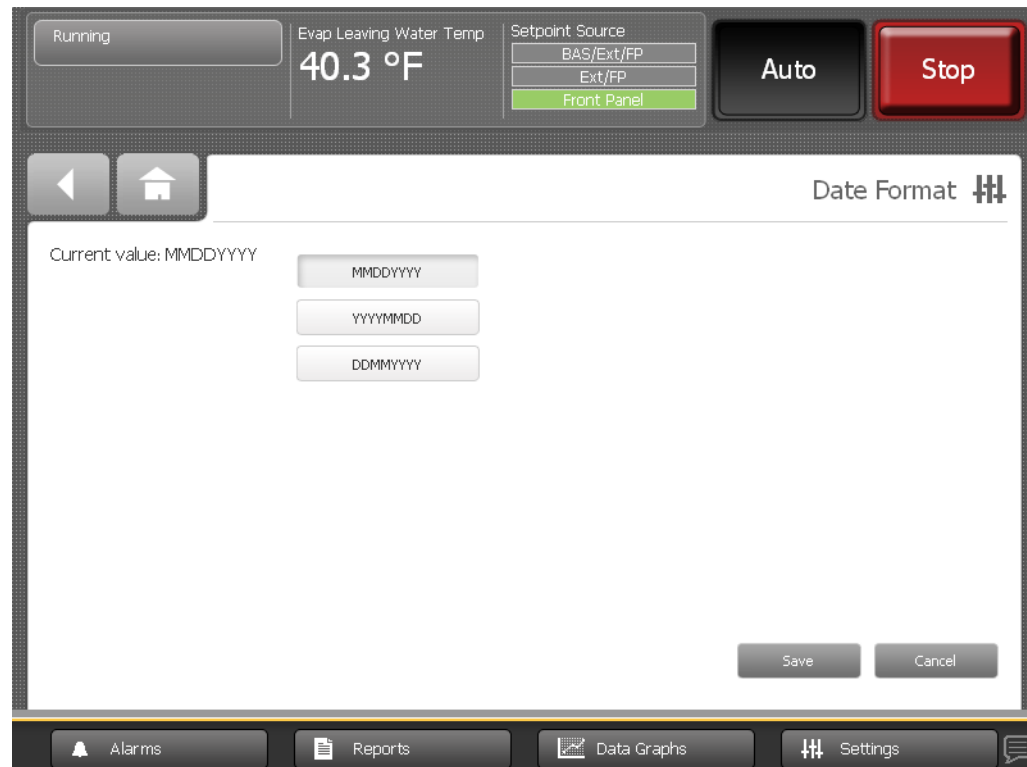 Running
Evap Leaving Water Temp
40.3 °F
Setpoint Source
BAS/Ext/FP
Ext/FP
Front Panel
Auto
Stop
Date Format
Current value: MMDDYYYY
MMDDYYYY
YYYYMMDD
DDMMYYYY
Save
Cancel
Alarms
Reports
Data Graphs
Settings